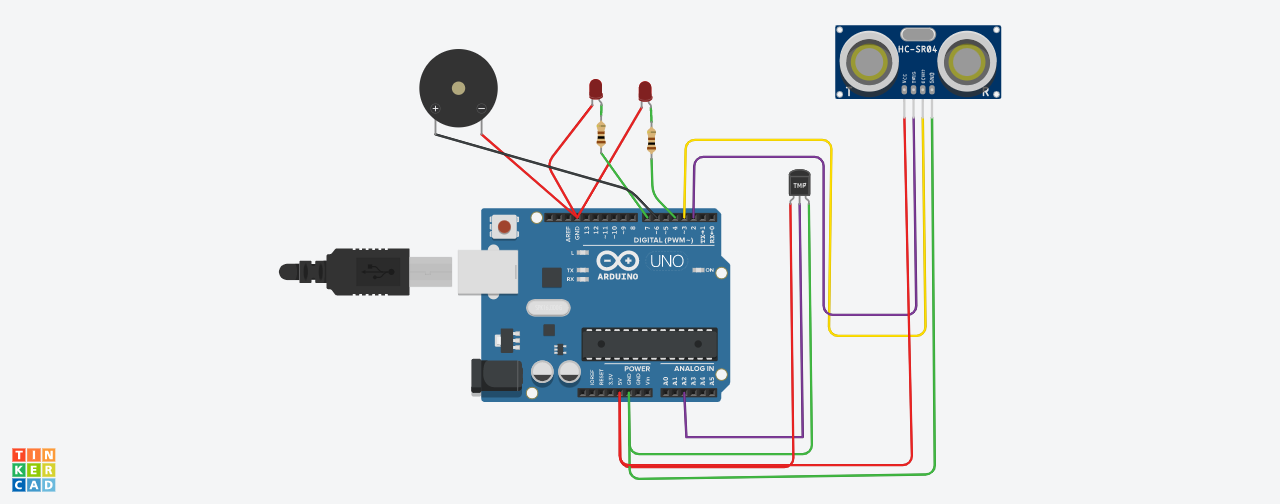 HC-SR04
VCC
TRIG
ECHO
GND
T
R
+
−
TMP
AREF
GND
13
12
~11
~10
~9
8
7
~6
~5
4
~3
2
TX→1
RX←0
DIGITAL (PWM~)
L
TX
RX
ARDUINO
UNO
ON
POWER
ANALOG IN
IOREF
RESET
3.3V
5V
GND
GND
Vin
A0
A1
A2
A3
A4
A5
TIN
KER
CAD